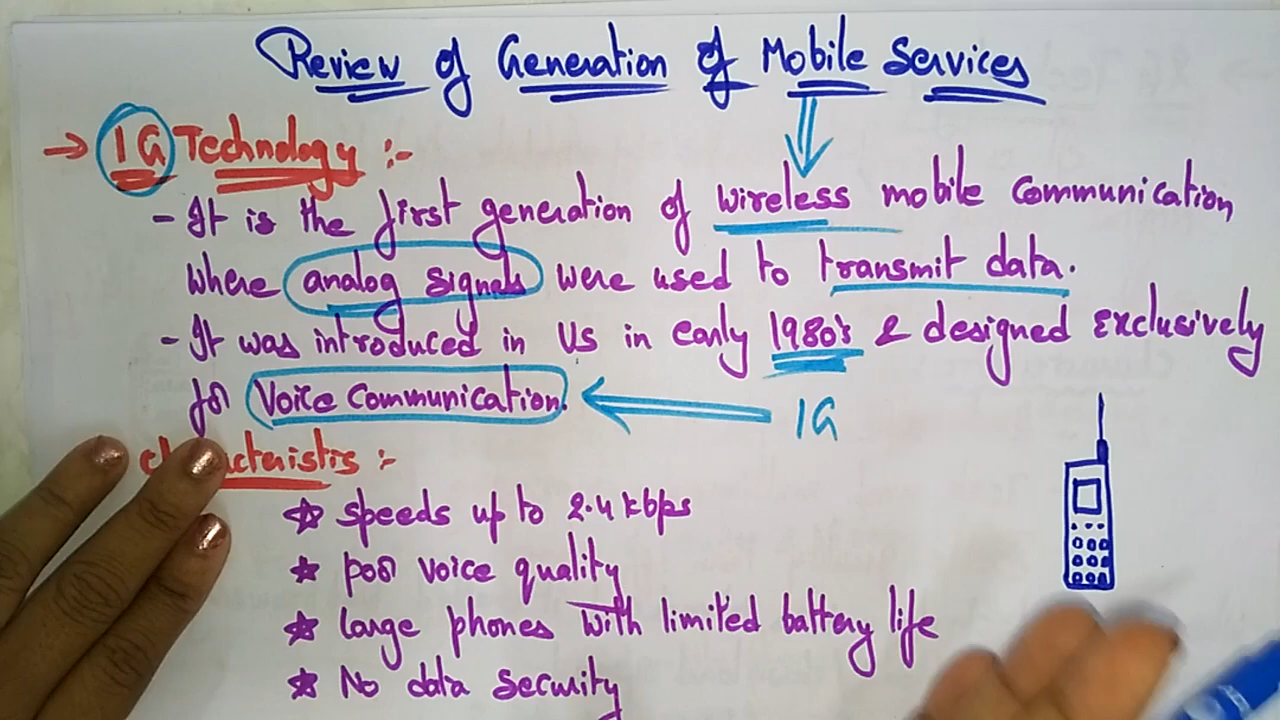 Review of Generation of Mobile Services
→ 1G Technology :-
- It is the first generation of wireless mobile communication
where analog signals were used to transmit data.
- It was introduced in US in early 1980's & designed exclusively
for Voice Communication.
1G
:-
☆ speeds up to 2.4 kbps
☆ poor voice quality
☆ large phones with limited battery life
☆ No data security